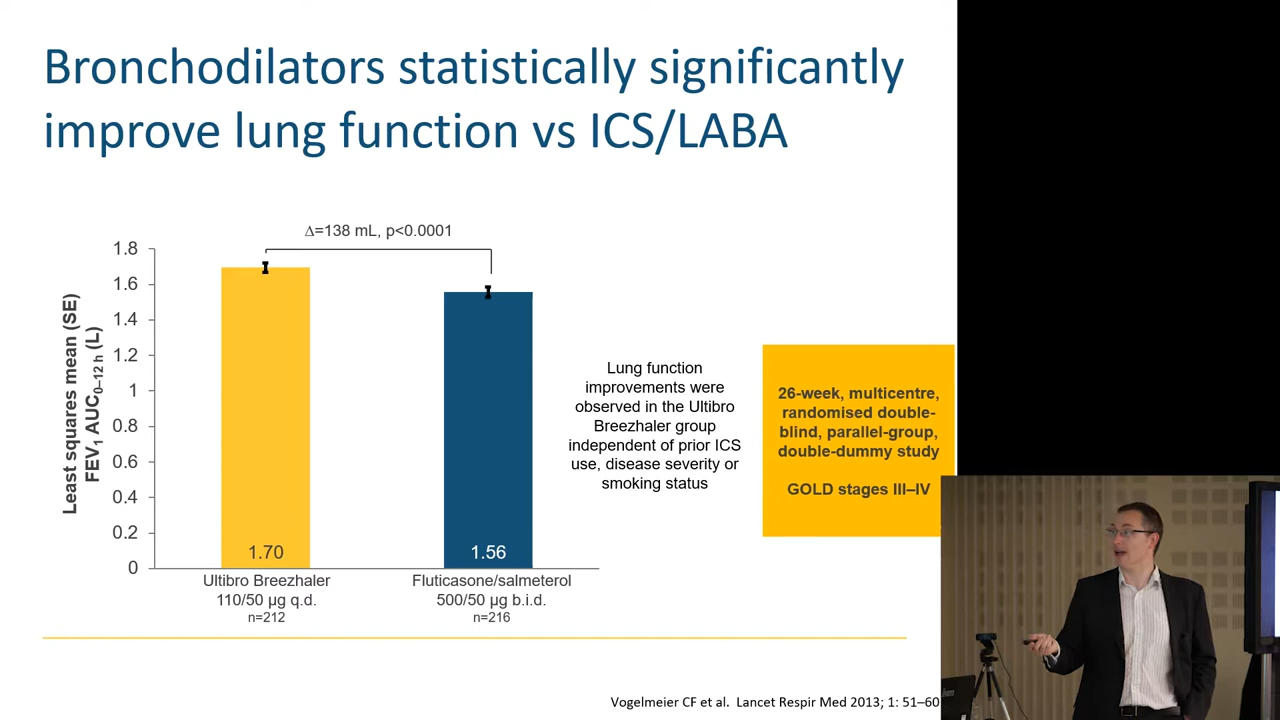 Bronchodilators statistically significantly
improve lung function vs ICS/LABA
Δ=138 mL, p<0.0001
Least squares mean (SE)
FEV1 AUC0–12 h (L)
1.8
1.6
1.4
1.2
1
0.8
0.6
0.4
0.2
0
1.70
1.56
Ultibro Breezhaler
110/50 µg q.d.
n=212
Fluticasone/salmeterol
500/50 µg b.i.d.
n=216
Lung function
improvements were
observed in the Ultibro
Breezhaler group
independent of prior ICS
use, disease severity or
smoking status
26-week, multicentre,
randomised double-
blind, parallel-group,
double-dummy study
GOLD stages III–IV
Vogelmeier CF et al. Lancet Respir Med 2013; 1: 51–60